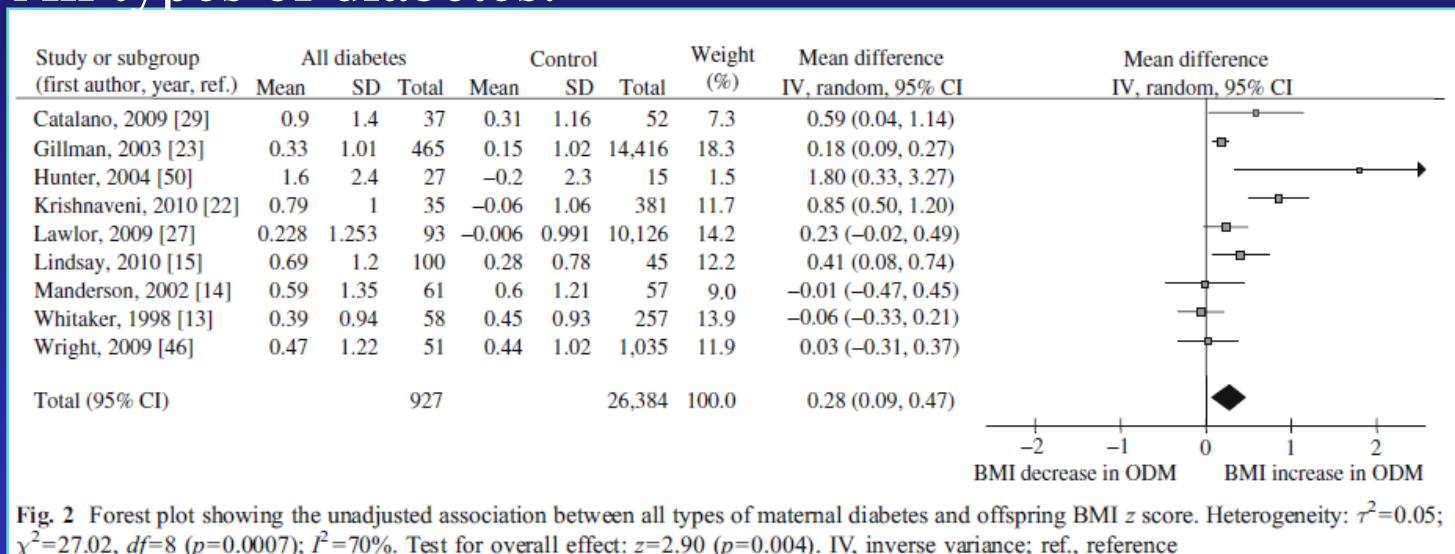 All types of diabetes:
Study or subgroup All diabetes Control Weight Mean difference Mean difference
(first author, year, ref.) Mean SD Total Mean SD Total (%) IV, random, 95% CI IV, random, 95% CI
Catalano, 2009 [29] 0.9 1.4 37 0.31 1.16 52 7.3 0.59 (0.04, 1.14)
Gillman, 2003 [23] 0.33 1.01 465 0.15 1.02 14,416 18.3 0.18 (0.09, 0.27)
Hunter, 2004 [50] 1.6 2.4 27 −0.2 2.3 15 1.5 1.80 (0.33, 3.27)
Krishnaveni, 2010 [22] 0.79 1 35 −0.06 1.06 381 11.7 0.85 (0.50, 1.20)
Lawlor, 2009 [27] 0.228 1.253 93 −0.006 0.991 10,126 14.2 0.23 (−0.02, 0.49)
Lindsay, 2010 [15] 0.69 1.2 100 0.28 0.78 45 12.2 0.41 (0.08, 0.74)
Manderson, 2002 [14] 0.59 1.35 61 0.6 1.21 57 9.0 −0.01 (−0.47, 0.45)
Whitaker, 1998 [13] 0.39 0.94 58 0.45 0.93 257 13.9 −0.06 (−0.33, 0.21)
Wright, 2009 [46] 0.47 1.22 51 0.44 1.02 1,035 11.9 0.03 (−0.31, 0.37)
Total (95% CI) 927 26,384 100.0 0.28 (0.09, 0.47)
−2 −1 0 1 2
BMI decrease in ODM BMI increase in ODM
Fig. 2 Forest plot showing the unadjusted association between all types of maternal diabetes and offspring BMI z score. Heterogeneity: τ²=0.05;
χ²=27.02, df=8 (p=0.0007); I²=70%. Test for overall effect: z=2.90 (p=0.004). IV, inverse variance; ref., reference